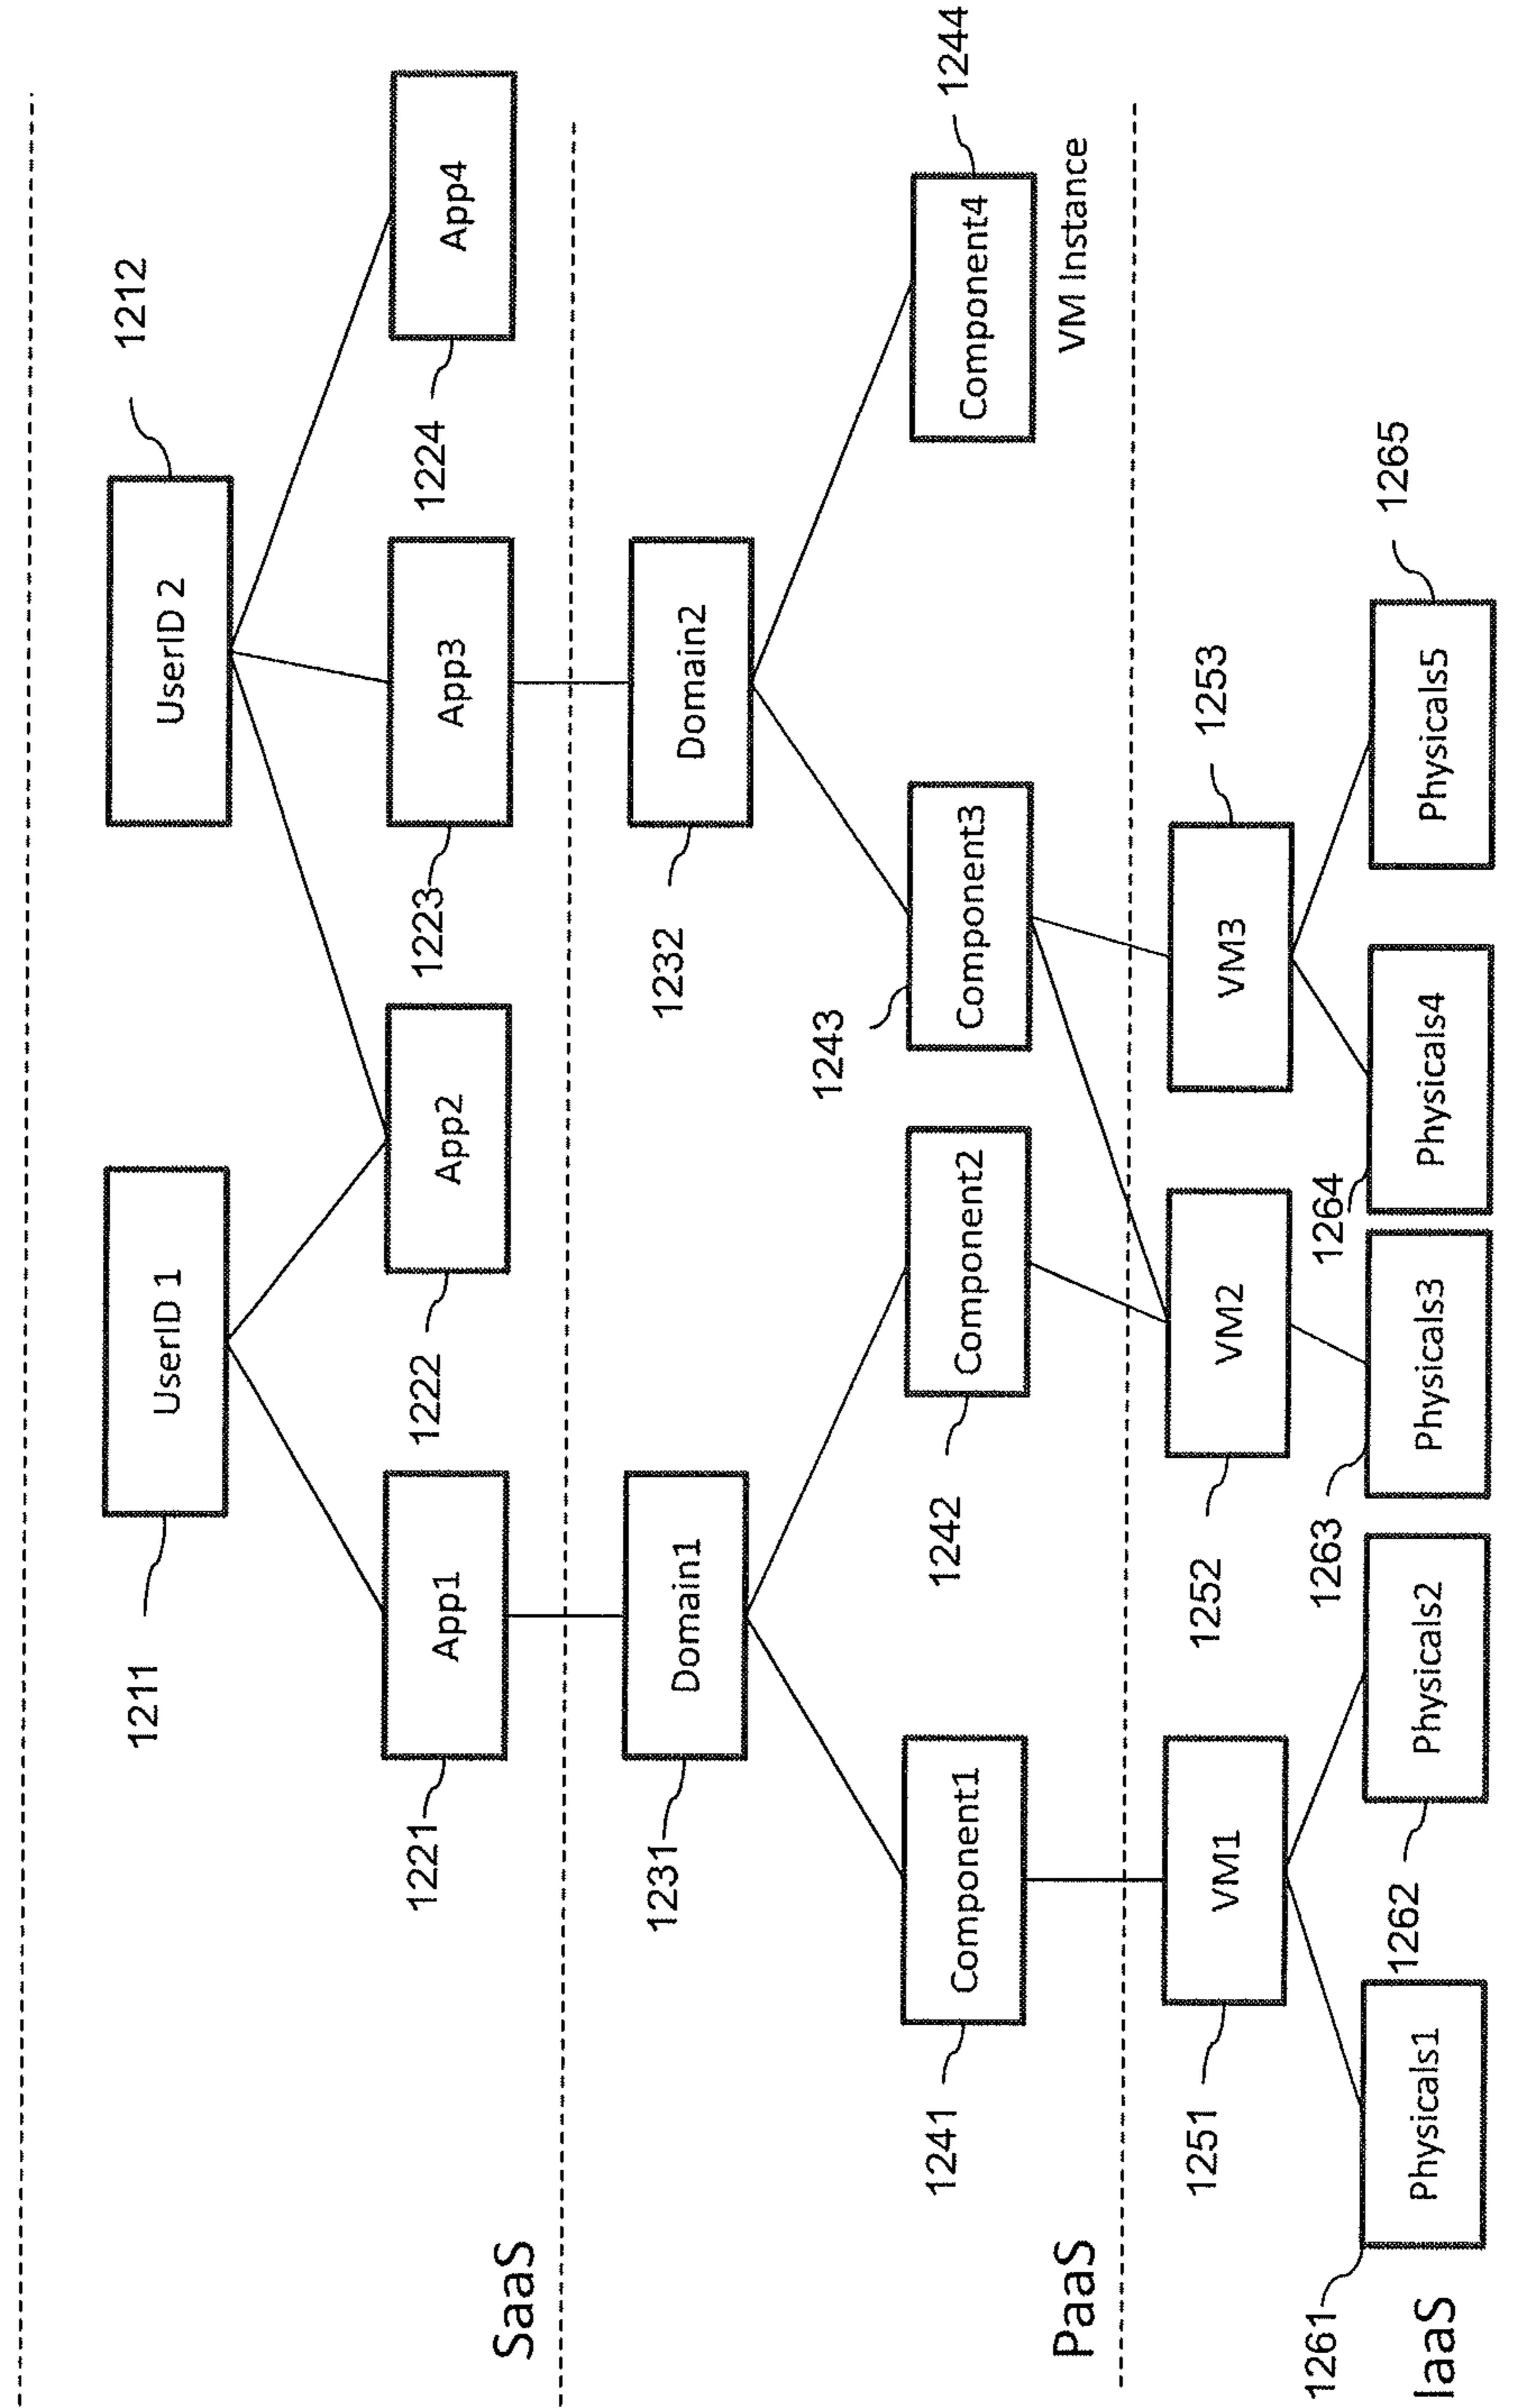 1211
UserID 1
UserID 2
1212
1221
App1
1222
App2
1223
App3
1224
App4
SaaS
1231
Domain1
1232
Domain2
1241
Component1
1242
Component2
1243
Component3
Component4
1244
VM Instance
PaaS
1251
VM1
1252
VM2
VM3
1253
1261
Physicals1
1262
Physicals2
1263
Physicals3
1264
Physicals4
Physicals5
1265
IaaS